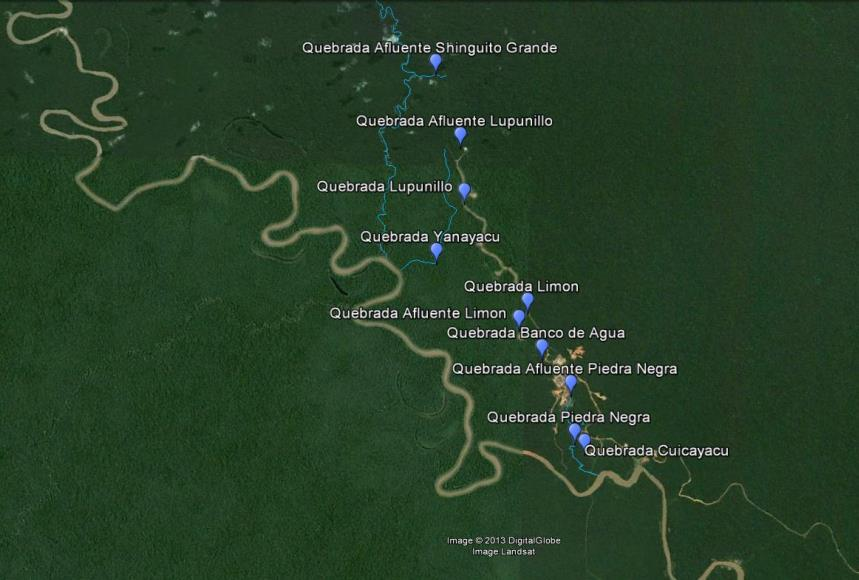 Quebrada Afluente Shinguito Grande
Quebrada Afluente Lupunillo
Quebrada Lupunillo
Quebrada Yanayacu
Quebrada Limon
Quebrada Afluente Limon
Quebrada Banco de Agua
Quebrada Afluente Piedra Negra
Quebrada Piedra Negra
Quebrada Cuicayacu
Image © 2013 DigitalGlobe
Image Landsat